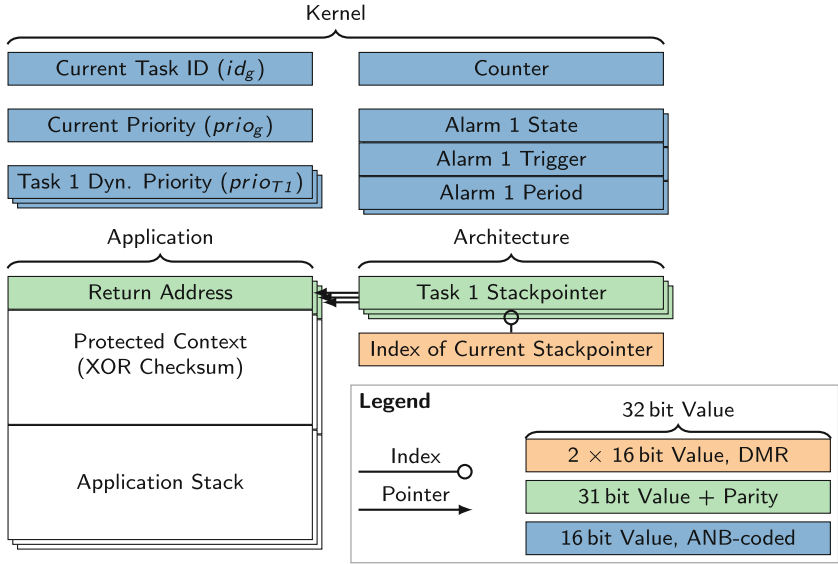 Kernel
Current Task ID (id_g)
Counter
Current Priority (prio_g)
Alarm 1 State
Alarm 1 Trigger
Task 1 Dyn. Priority (prio_T1)
Alarm 1 Period
Application
Architecture
Return Address
Task 1 Stackpointer
Protected Context
(XOR Checksum)
Index of Current Stackpointer
Application Stack
Legend
32 bit Value
Index
2 × 16 bit Value, DMR
Pointer
31 bit Value + Parity
16 bit Value, ANB-coded